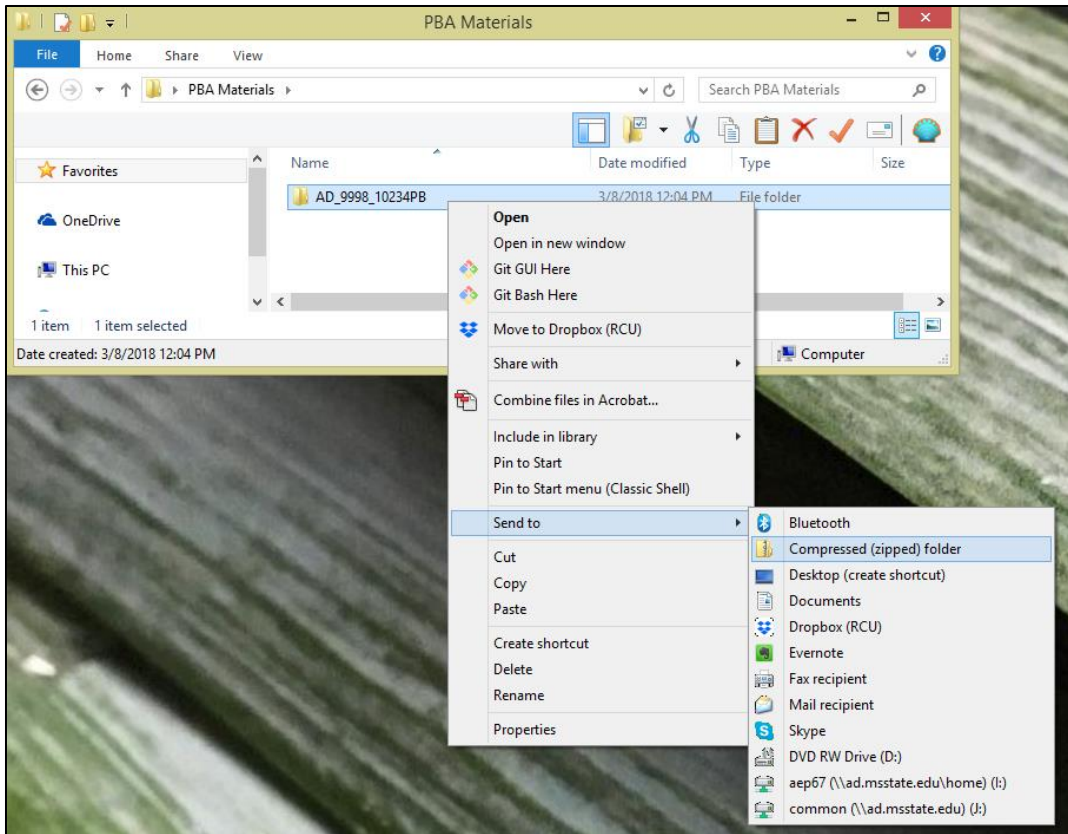 PBA Materials
File Home Share View
PBA Materials Search PBA Materials
Name Date modified Type Size
Favorites
AD_9998_10234PB 3/8/2018 12:04 PM File folder
OneDrive
This PC
1 item 1 item selected
Date created: 3/8/2018 12:04 PM Computer
Open
Open in new window
Git GUI Here
Git Bash Here
Move to Dropbox (RCU)
Share with
Combine files in Acrobat...
Include in library
Pin to Start
Pin to Start menu (Classic Shell)
Send to
Cut
Copy
Paste
Create shortcut
Delete
Rename
Properties
Bluetooth
Compressed (zipped) folder
Desktop (create shortcut)
Documents
Dropbox (RCU)
Evernote
Fax recipient
Mail recipient
Skype
DVD RW Drive (D:)
aep67 (\\ad.msstate.edu\home) (I:)
common (\\ad.msstate.edu) (J:)